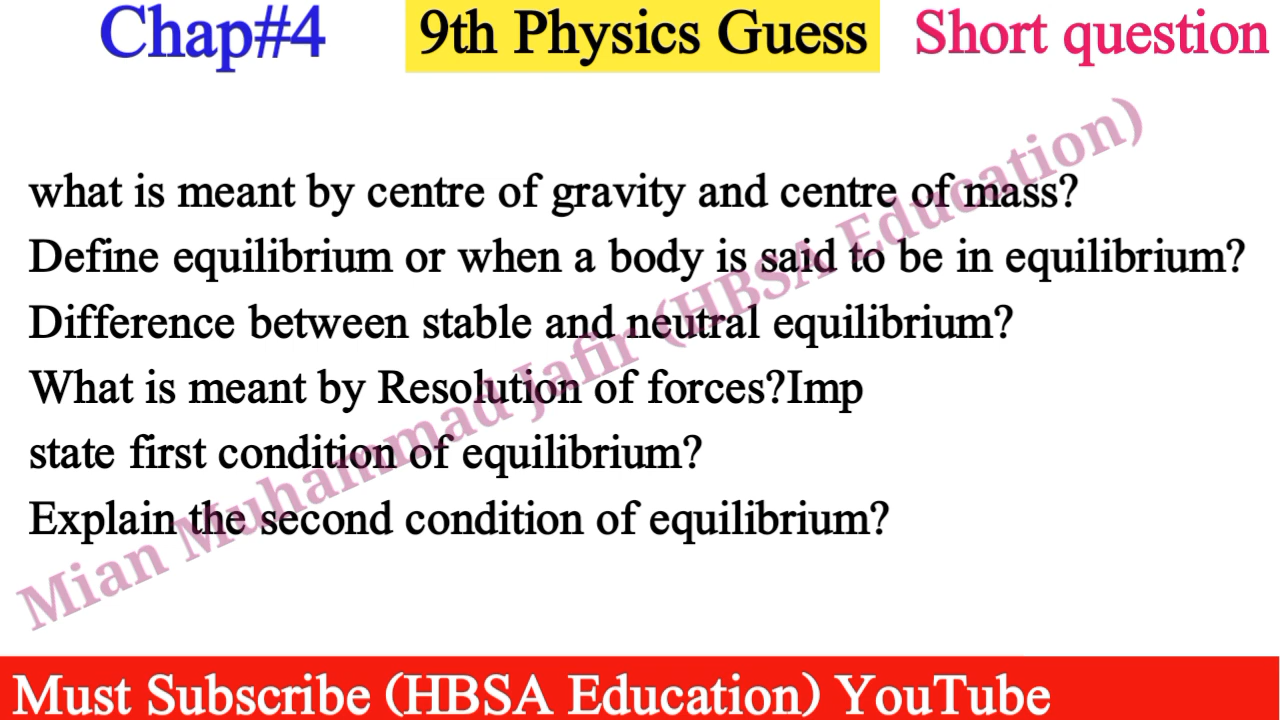 Chap#4 9th Physics Guess Short question
what is meant by centre of gravity and centre of mass?
Define equilibrium or when a body is said to be in equilibrium?
Difference between stable and neutral equilibrium?
What is meant by Resolution of forces?Imp
state first condition of equilibrium?
Explain the second condition of equilibrium?
Mian Muhammad Jafir (HBSA Education)
Must Subscribe (HBSA Education) YouTube